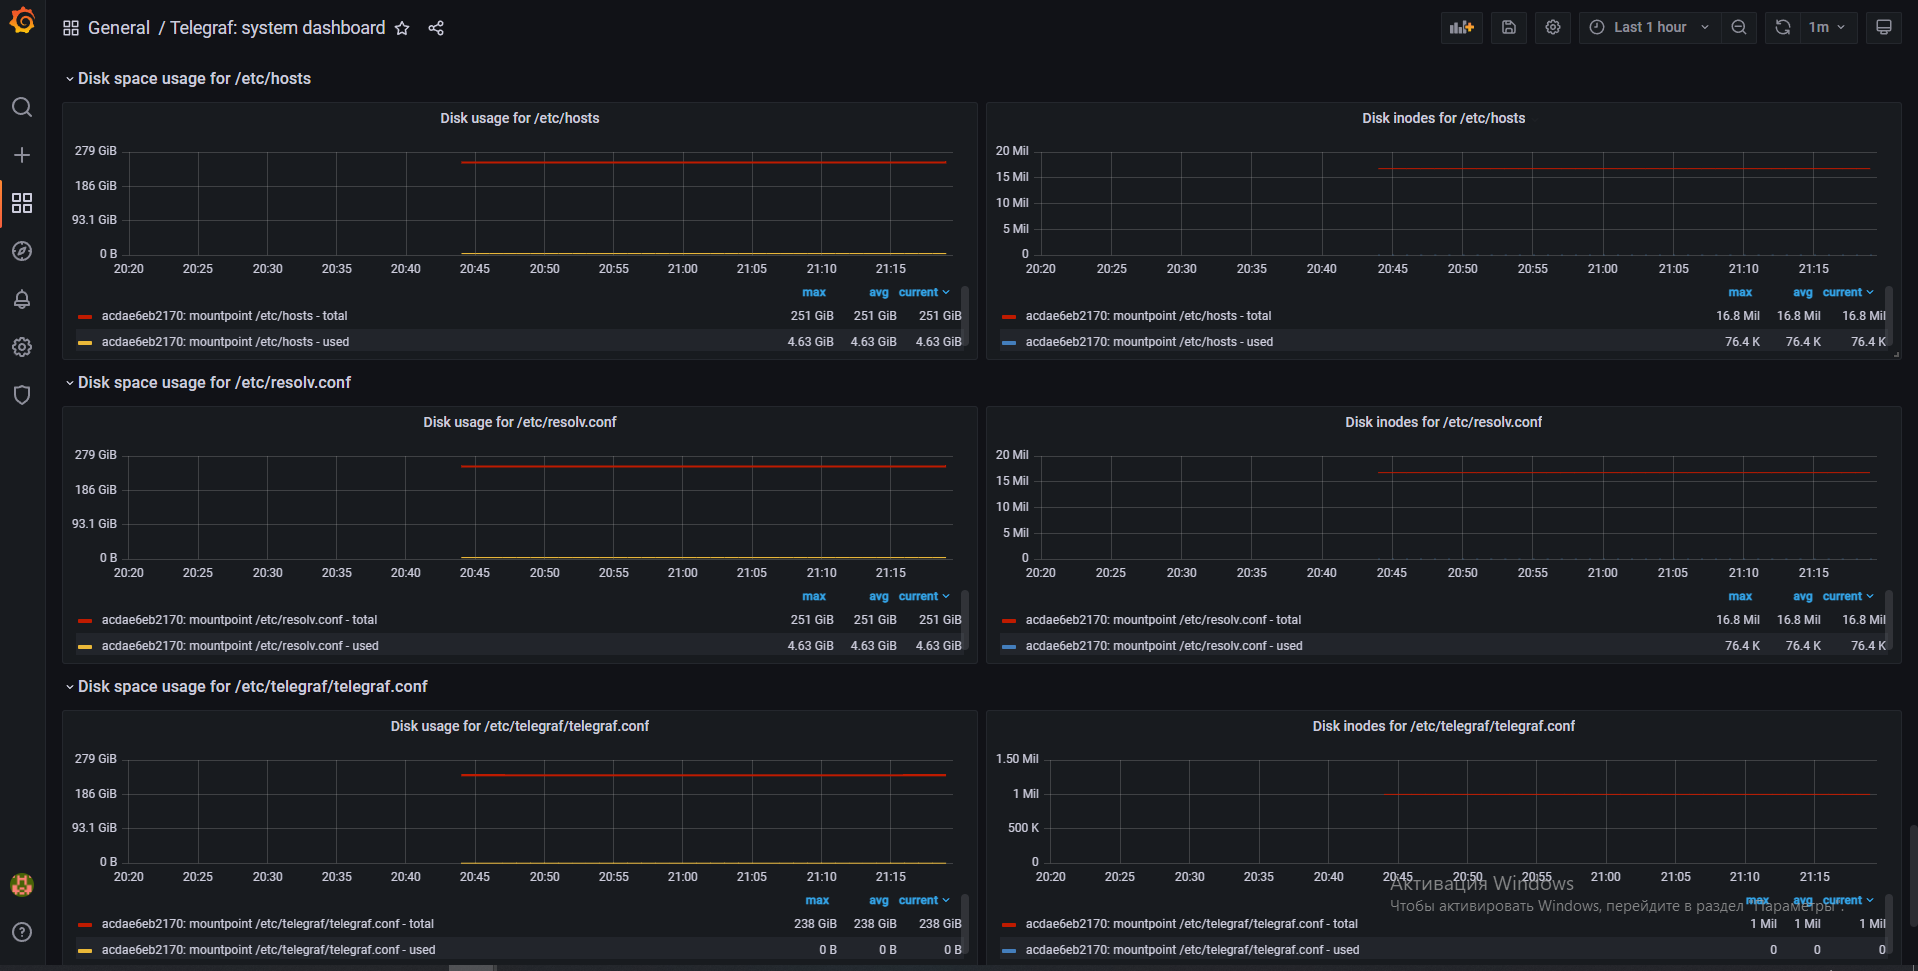 General / Telegraf: system dashboard
Last 1 hour
1m
Disk space usage for /etc/hosts
Disk usage for /etc/hosts
279 GiB
186 GiB
93.1 GiB
0 B
20:20 20:25 20:30 20:35 20:40 20:45 20:50 20:55 21:00 21:05 21:10 21:15
max avg current
acdae6eb2170: mountpoint /etc/hosts - total 251 GiB 251 GiB 251 GiB
acdae6eb2170: mountpoint /etc/hosts - used 4.63 GiB 4.63 GiB 4.63 GiB
Disk inodes for /etc/hosts
20 Mil
15 Mil
10 Mil
5 Mil
0
20:20 20:25 20:30 20:35 20:40 20:45 20:50 20:55 21:00 21:05 21:10 21:15
max avg current
acdae6eb2170: mountpoint /etc/hosts - total 16.8 Mil 16.8 Mil 16.8 Mil
acdae6eb2170: mountpoint /etc/hosts - used 76.4 K 76.4 K 76.4 K
Disk space usage for /etc/resolv.conf
Disk usage for /etc/resolv.conf
279 GiB
186 GiB
93.1 GiB
0 B
20:20 20:25 20:30 20:35 20:40 20:45 20:50 20:55 21:00 21:05 21:10 21:15
max avg current
acdae6eb2170: mountpoint /etc/resolv.conf - total 251 GiB 251 GiB 251 GiB
acdae6eb2170: mountpoint /etc/resolv.conf - used 4.63 GiB 4.63 GiB 4.63 GiB
Disk inodes for /etc/resolv.conf
20 Mil
15 Mil
10 Mil
5 Mil
0
20:20 20:25 20:30 20:35 20:40 20:45 20:50 20:55 21:00 21:05 21:10 21:15
max avg current
acdae6eb2170: mountpoint /etc/resolv.conf - total 16.8 Mil 16.8 Mil 16.8 Mil
acdae6eb2170: mountpoint /etc/resolv.conf - used 76.4 K 76.4 K 76.4 K
Disk space usage for /etc/telegraf/telegraf.conf
Disk usage for /etc/telegraf/telegraf.conf
279 GiB
186 GiB
93.1 GiB
0 B
20:20 20:25 20:30 20:35 20:40 20:45 20:50 20:55 21:00 21:05 21:10 21:15
max avg current
acdae6eb2170: mountpoint /etc/telegraf/telegraf.conf - total 238 GiB 238 GiB 238 GiB
acdae6eb2170: mountpoint /etc/telegraf/telegraf.conf - used 0 B 0 B 0 B
Disk inodes for /etc/telegraf/telegraf.conf
1.50 Mil
1 Mil
500 K
0
20:20 20:25 20:30 20:35 20:40 20:45 20:50 20:55 21:00 21:05 21:10 21:15
Активация Windows
Чтобы активировать Windows, перейдите в раздел "Параметры".
max avg current
acdae6eb2170: mountpoint /etc/telegraf/telegraf.conf - total 1 Mil 1 Mil 1 Mil
acdae6eb2170: mountpoint /etc/telegraf/telegraf.conf - used 0 0 0